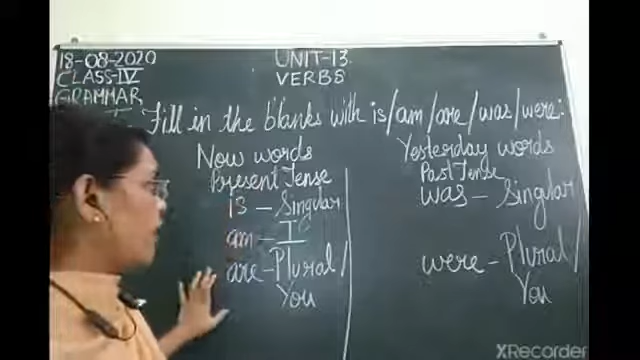 18-08-2020
CLASS-IV
GRAMMAR
UNIT-13
VERBS
Fill in the blanks with is/am/are/was/were:
Now words
Present Tense
is - Singular
am - I
are - Plural/
You
Yesterday words
Past Tense
was - Singular
were - Plural/
You
XRecorder